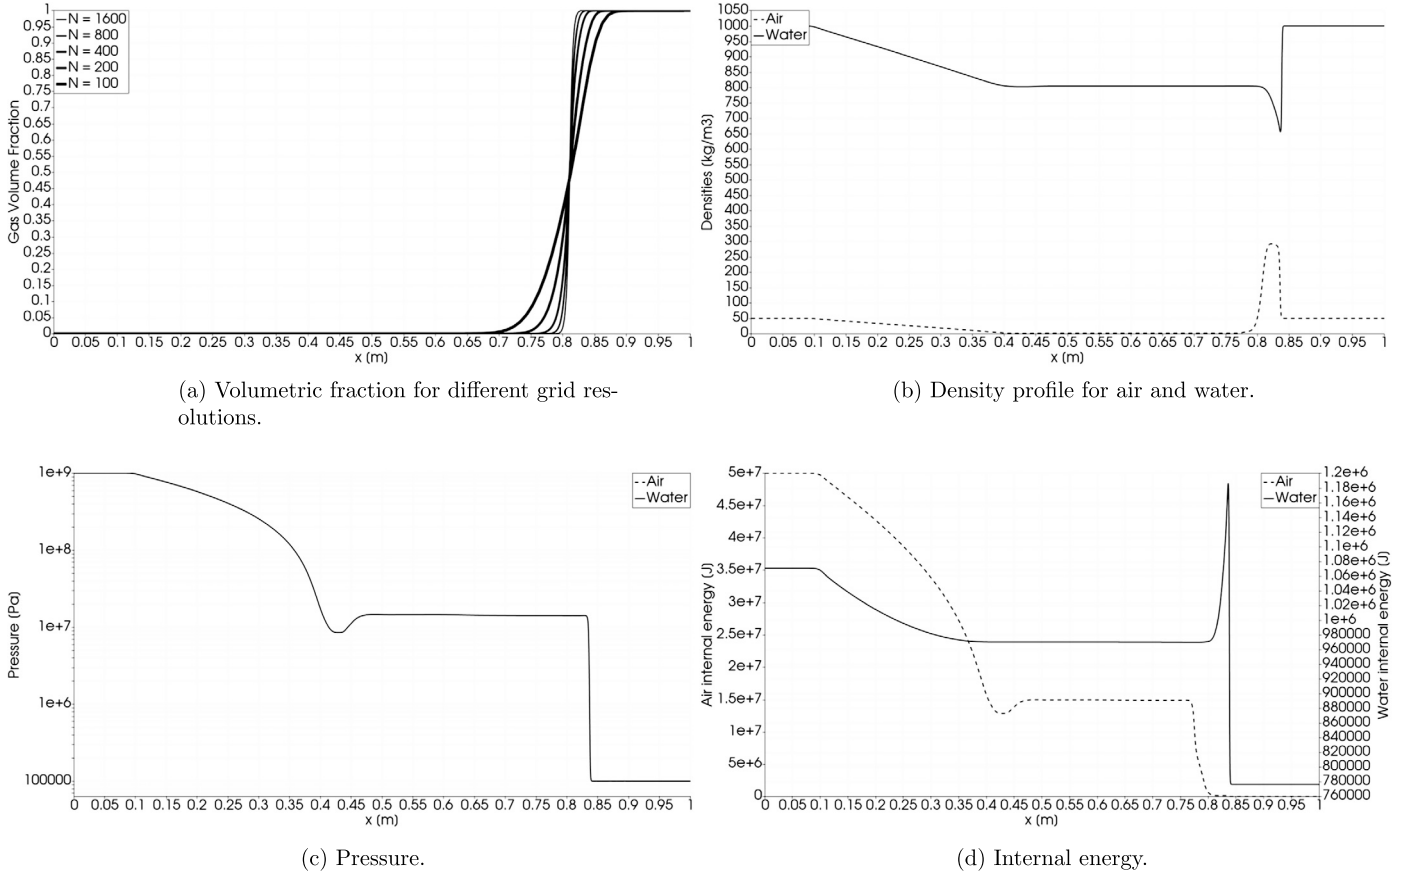 1
0.95
0.9
0.85
0.8
0.75
0.7
0.65
0.6
0.55
0.5
0.45
0.4
0.35
0.3
0.25
0.2
0.15
0.1
0.05
0
Gas Volume Fraction
N = 1600
N = 800
N = 400
N = 200
N = 100
0 0.05 0.1 0.15 0.2 0.25 0.3 0.35 0.4 0.45 0.5 0.55 0.6 0.65 0.7 0.75 0.8 0.85 0.9 0.95 1
x (m)
(a) Volumetric fraction for different grid res-
olutions.
1050
1000
950
900
850
800
750
700
650
600
550
500
450
400
350
300
250
200
150
100
50
0
Densities (kg/m3)
Air
Water
0 0.05 0.1 0.15 0.2 0.25 0.3 0.35 0.4 0.45 0.5 0.55 0.6 0.65 0.7 0.75 0.8 0.85 0.9 0.95 1
x (m)
(b) Density profile for air and water.
1e+9
1e+8
1e+7
1e+6
100000
Pressure (Pa)
Air
Water
0 0.05 0.1 0.15 0.2 0.25 0.3 0.35 0.4 0.45 0.5 0.55 0.6 0.65 0.7 0.75 0.8 0.85 0.9 0.95 1
x (m)
(c) Pressure.
5e+7
4.5e+7
4e+7
3.5e+7
3e+7
2.5e+7
2e+7
1.5e+7
1e+7
5e+6
0
Air internal energy (J)
Air
Water
1.2e+6
1.18e+6
1.16e+6
1.14e+6
1.12e+6
1.1e+6
1.08e+6
1.06e+6
1.04e+6
1.02e+6
1e+6
980000
960000
940000
920000
900000
880000
860000
840000
820000
800000
780000
760000
Water internal energy (J)
0 0.05 0.1 0.15 0.2 0.25 0.3 0.35 0.4 0.45 0.5 0.55 0.6 0.65 0.7 0.75 0.8 0.85 0.9 0.95 1
x (m)
(d) Internal energy.